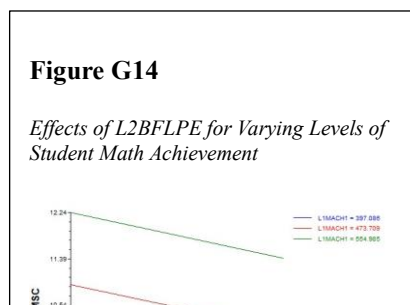 Figure G14
Effects of L2BFLPE for Varying Levels of
Student Math Achievement
12.24
L1MACH1 = 397.086
L1MACH1 = 473.709
L1MACH1 = 554.985
11.39
10.54
MSC